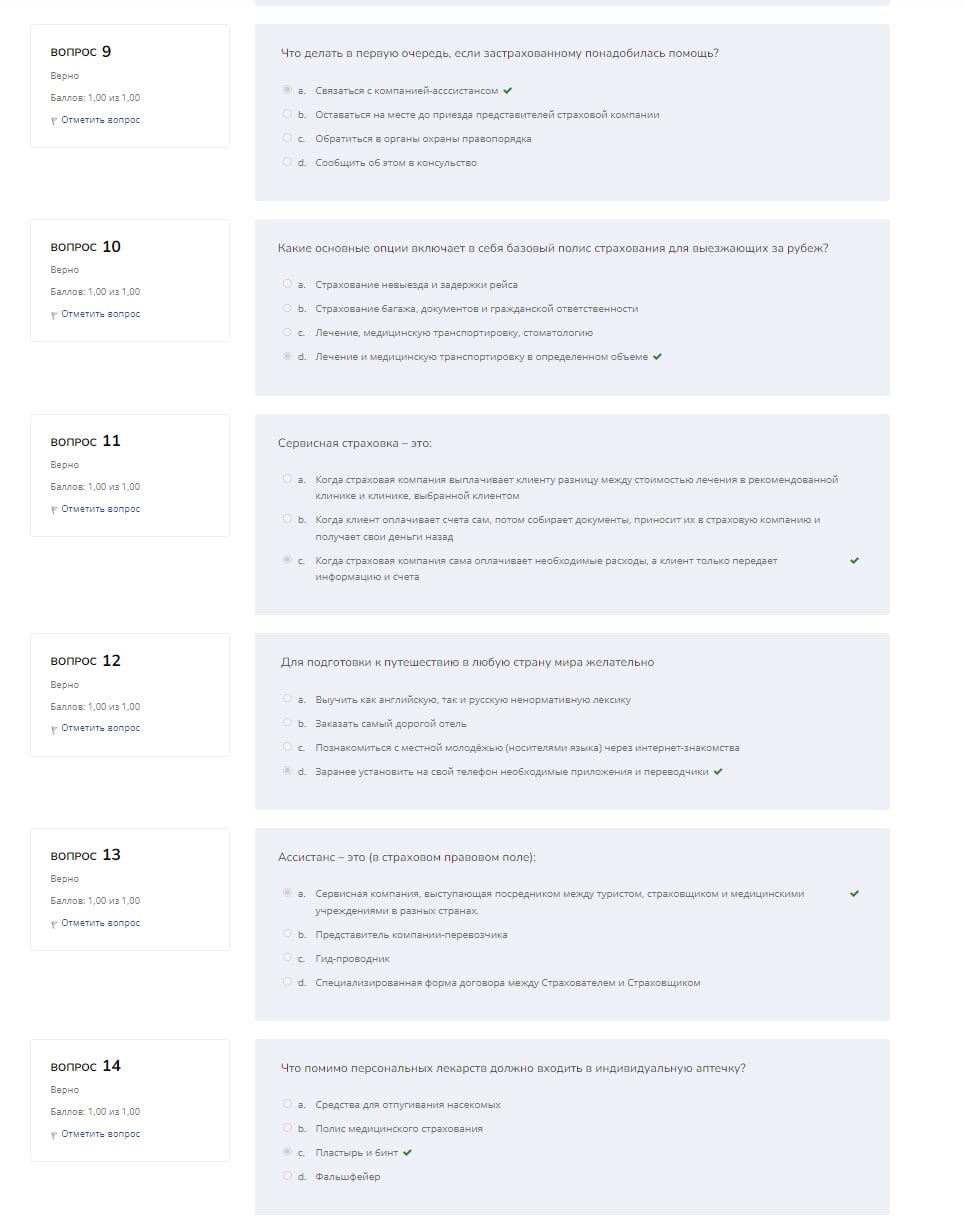 ВОПРОС 9
Верно
Баллов: 1,00 из 1,00
Отметить вопрос
Что делать в первую очередь, если застрахованному понадобилась помощь?
a. Связаться с компанией-асссистансом
b. Оставаться на месте до приезда представителей страховой компании
c. Обратиться в органы охраны правопорядка
d. Сообщить об этом в консульство
ВОПРОС 10
Верно
Баллов: 1,00 из 1,00
Отметить вопрос
Какие основные опции включает в себя базовый полис страхования для выезжающих за рубеж?
a. Страхование невыезда и задержки рейса
b. Страхование багажа, документов и гражданской ответственности
c. Лечение, медицинскую транспортировку, стоматологию
d. Лечение и медицинскую транспортировку в определенном объеме
ВОПРОС 11
Верно
Баллов: 1,00 из 1,00
Отметить вопрос
Сервисная страховка – это:
a. Когда страховая компания выплачивает клиенту разницу между стоимостью лечения в рекомендованной
клинике и клинике, выбранной клиентом
b. Когда клиент оплачивает счета сам, потом собирает документы, приносит их в страховую компанию и
получает свои деньги назад
c. Когда страховая компания сама оплачивает необходимые расходы, а клиент только передает
информацию и счета
ВОПРОС 12
Верно
Баллов: 1,00 из 1,00
Отметить вопрос
Для подготовки к путешествию в любую страну мира желательно
a. Выучить как английскую, так и русскую ненормативную лексику
b. Заказать самый дорогой отель
c. Познакомиться с местной молодёжью (носителями языка) через интернет-знакомства
d. Заранее установить на свой телефон необходимые приложения и переводчики
ВОПРОС 13
Верно
Баллов: 1,00 из 1,00
Отметить вопрос
Ассистанс – это (в страховом правовом поле):
a. Сервисная компания, выступающая посредником между туристом, страховщиком и медицинскими
учреждениями в разных странах.
b. Представитель компании-перевозчика
c. Гид-проводник
d. Специализированная форма договора между Страхователем и Страховщиком
ВОПРОС 14
Верно
Баллов: 1,00 из 1,00
Отметить вопрос
Что помимо персональных лекарств должно входить в индивидуальную аптечку?
a. Средства для отпугивания насекомых
b. Полис медицинского страхования
c. Пластырь и бинт
d. Фальшфейер